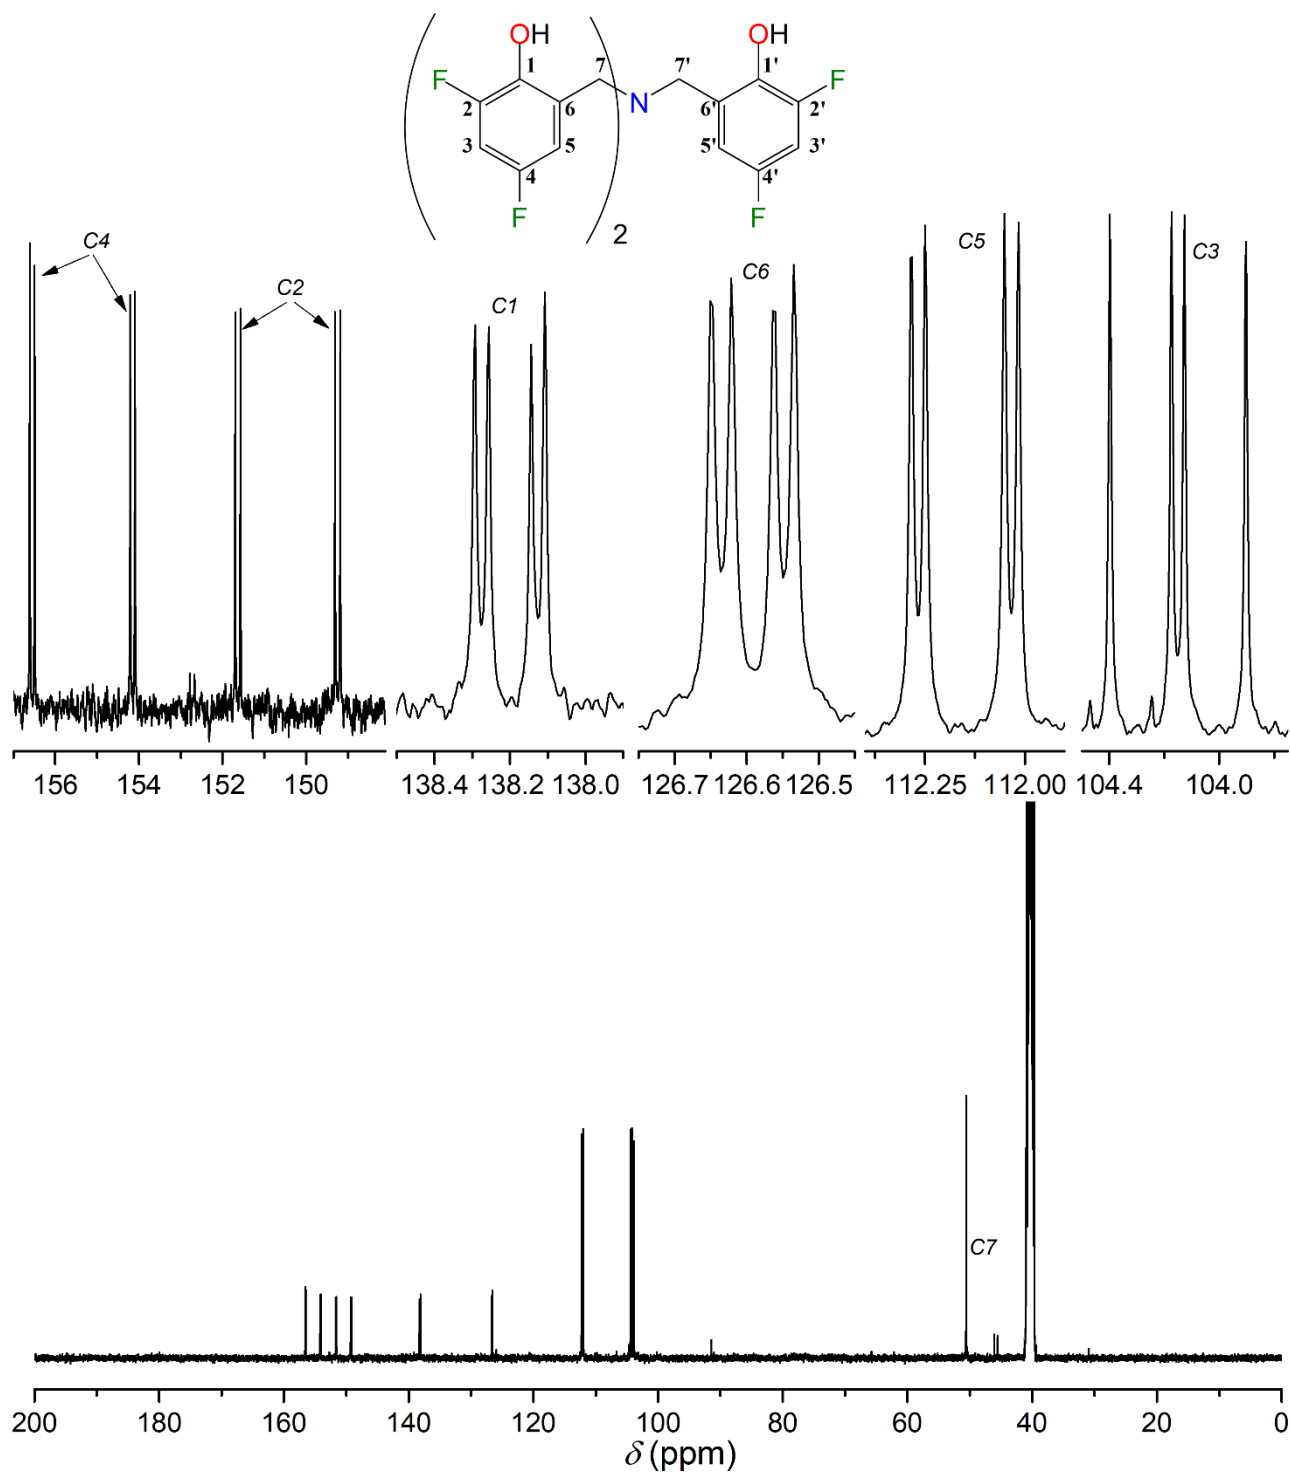 OH OH
1 7 7' 1'
F N F
2 6 6' 2'
3 5 5' 3'
4 4'
F F
2
C4 C2 C1 C6 C5 C3
156 154 152 150 138.4 138.2 138.0 126.7 126.6 126.5 112.25 112.00 104.4 104.0
C7
200 180 160 140 120 100 80 60 40 20 0
δ (ppm)